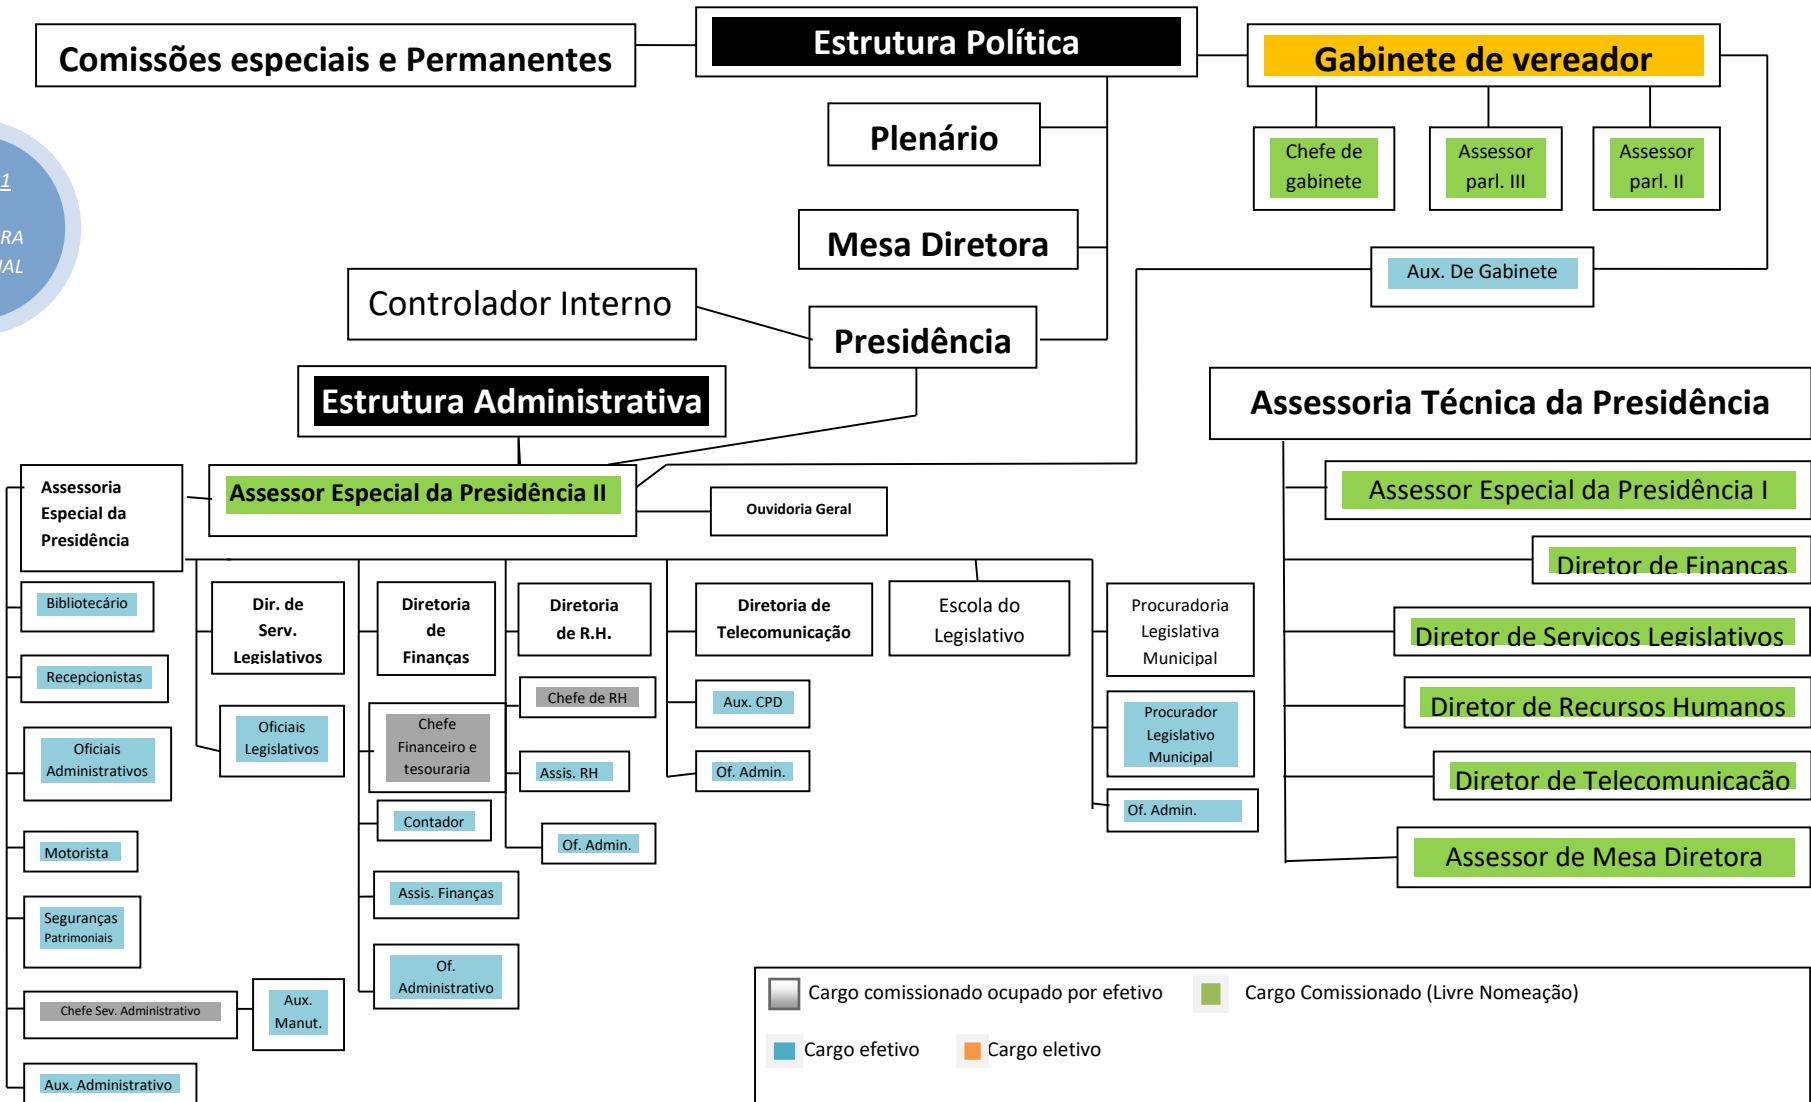 Estrutura Política
Comissões especiais e Permanentes
Gabinete de vereador
Plenário
Chefe de
gabinete
Assessor
parl. III
Assessor
parl. II
1
RA
Mesa Diretora
Aux. De Gabinete
Controlador Interno
Presidência
Estrutura Administrativa
Assessoria Técnica da Presidência
Assessoria
Especial da
Presidência
Assessor Especial da Presidência II
Ouvidoria Geral
Assessor Especial da Presidência I
Diretor de Finanças
Diretor de Serviços Legislativos
Diretor de Recursos Humanos
Diretor de Telecomunicação
Assessor de Mesa Diretora
Bibliotecário
Recepcionistas
Oficiais
Administrativos
Motorista
Seguranças
Patrimoniais
Chefe Sev. Administrativo
Aux.
Manut.
Aux. Administrativo
Dir. de
Serv.
Legislativos
Oficiais
Legislativos
Diretoria
de
Finanças
Chefe
Financeiro e
tesouraria
Contador
Assis. Finanças
Of.
Administrativo
Diretoria
de R.H.
Chefe de RH
Assis. RH
Of. Admin.
Diretoria de
Telecomunicação
Aux. CPD
Of. Admin.
Escola do
Legislativo
Procuradoria
Legislativa
Municipal
Procurador
Legislativo
Municipal
Of. Admin.
Cargo comissionado ocupado por efetivo
Cargo Comissionado (Livre Nomeação)
Cargo efetivo
Cargo eletivo